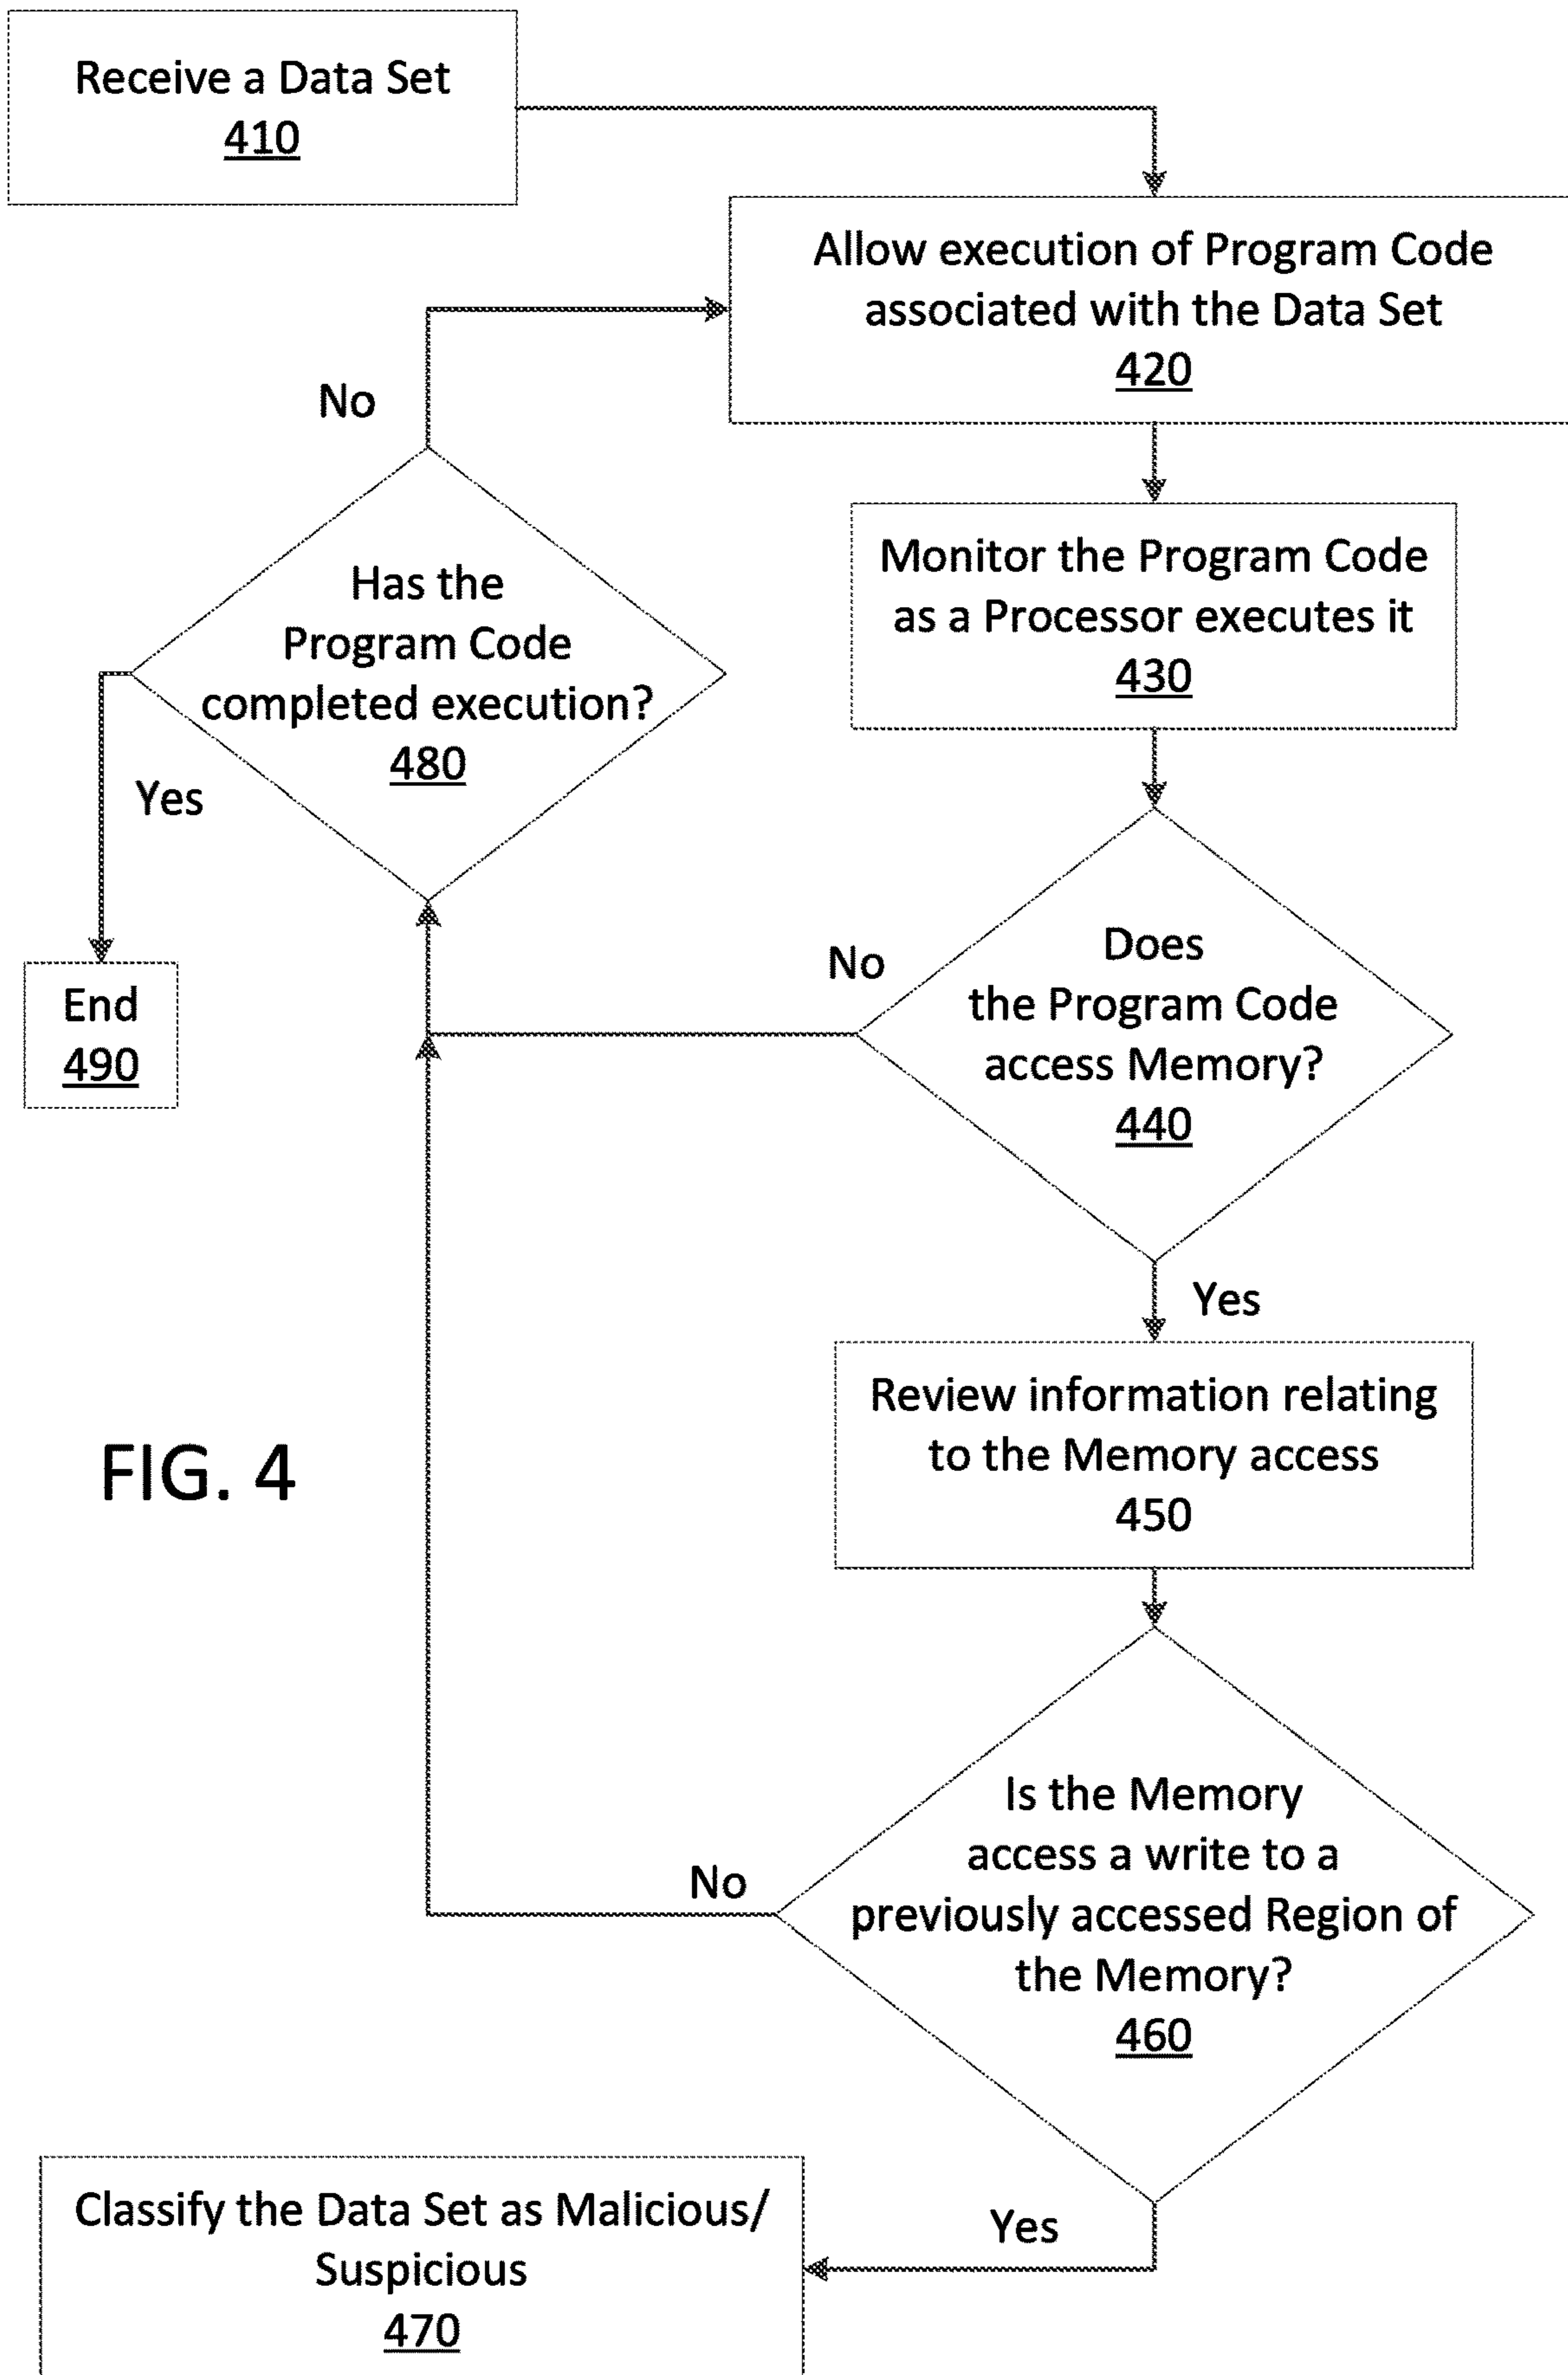 Receive a Data Set
410
Allow execution of Program Code
associated with the Data Set
420
No
Monitor the Program Code
as a Processor executes it
430
Has the
Program Code
completed execution?
480
Yes
No
Does
the Program Code
access Memory?
440
End
490
Yes
Review information relating
to the Memory access
450
FIG. 4
Is the Memory
access a write to a
previously accessed Region of
the Memory?
460
No
Yes
Classify the Data Set as Malicious/
Suspicious
470